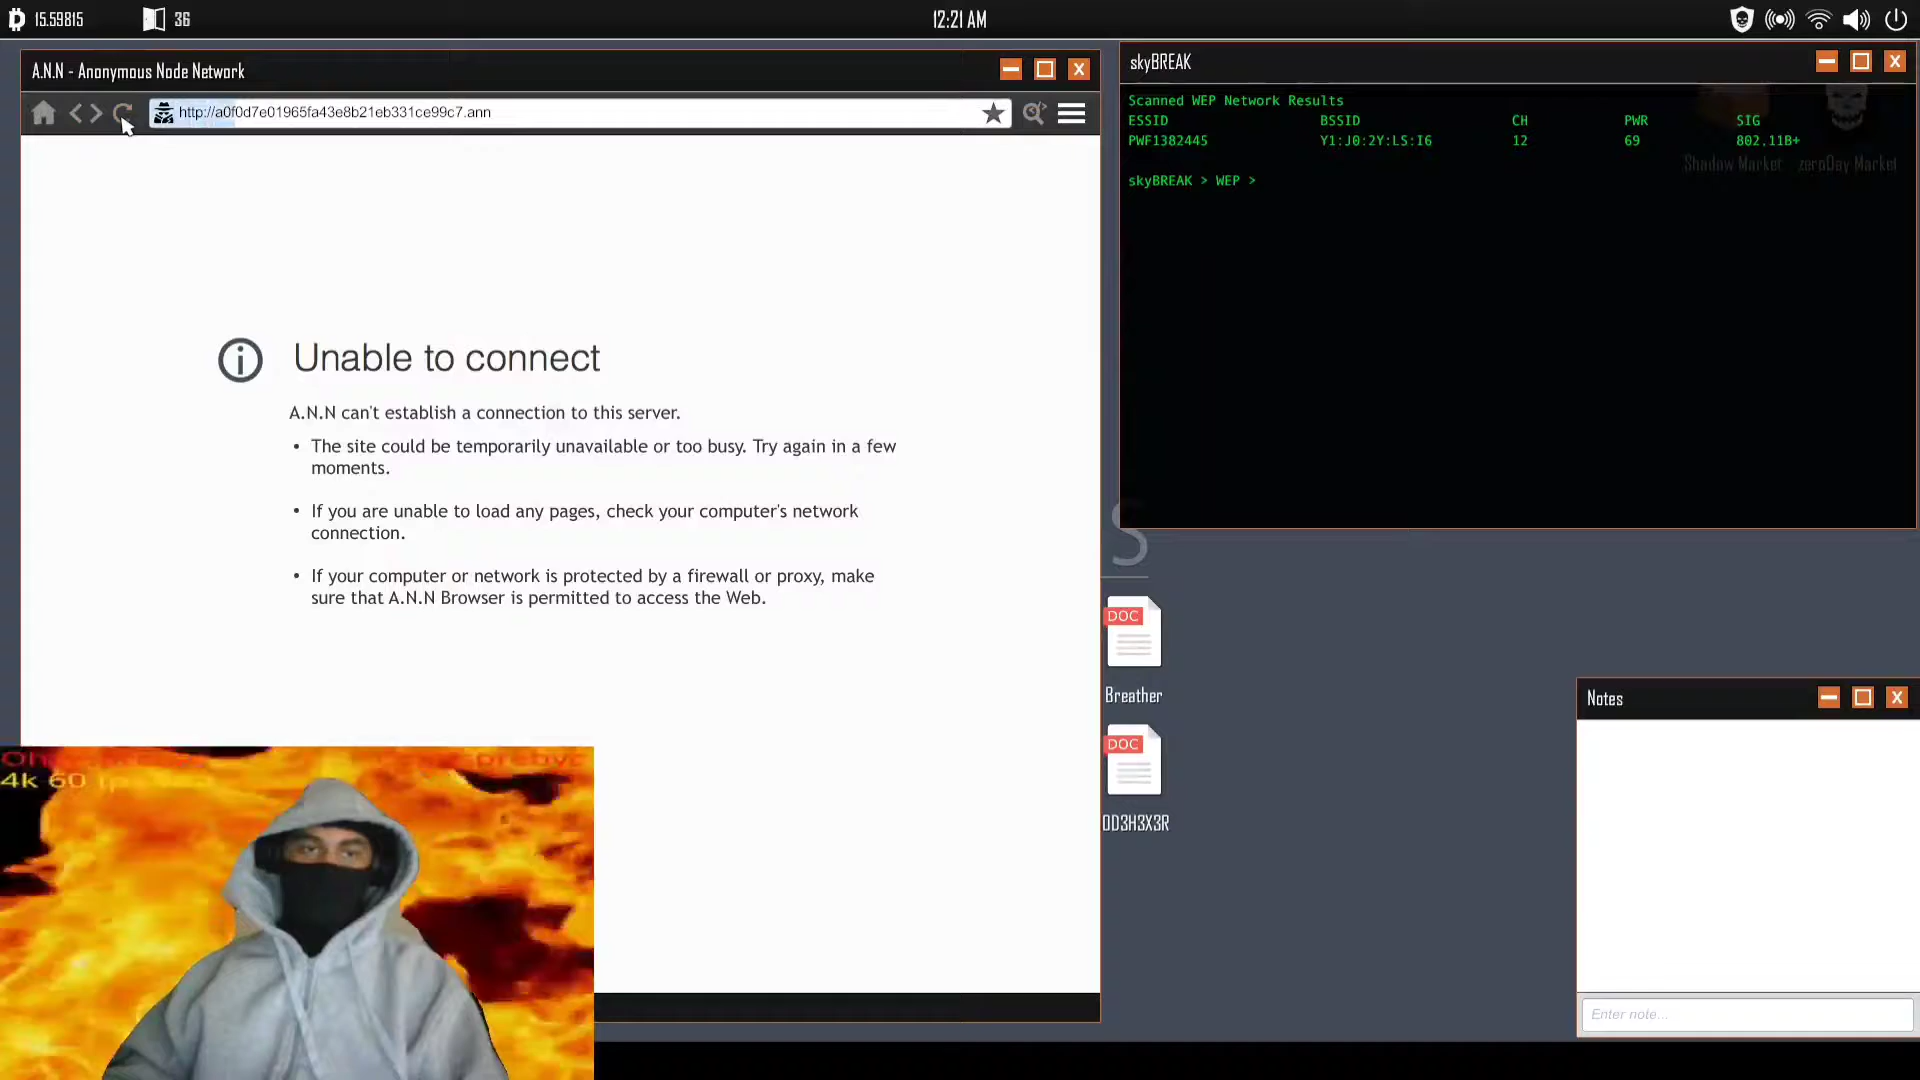 15.59815
36
12:21 AM
A.N.N - Anonymous Node Network
http://a0f0d7e01965fa43e8b21eb331ce99c7.ann
Unable to connect
A.N.N can't establish a connection to this server.
• The site could be temporarily unavailable or too busy. Try again in a few
moments.
• If you are unable to load any pages, check your computer's network
connection.
• If your computer or network is protected by a firewall or proxy, make
sure that A.N.N Browser is permitted to access the Web.
skyBREAK
Scanned WEP Network Results
ESSID BSSID CH PWR SIG
PWF1382445 Y1:J0:2Y:LS:I6 12 69 802.11B+
skyBREAK > WEP >
Shadow Market zeroDay Market
S
DOC
Breather
DOC
0D3H3X3R
Notes
Enter note...
4k 60